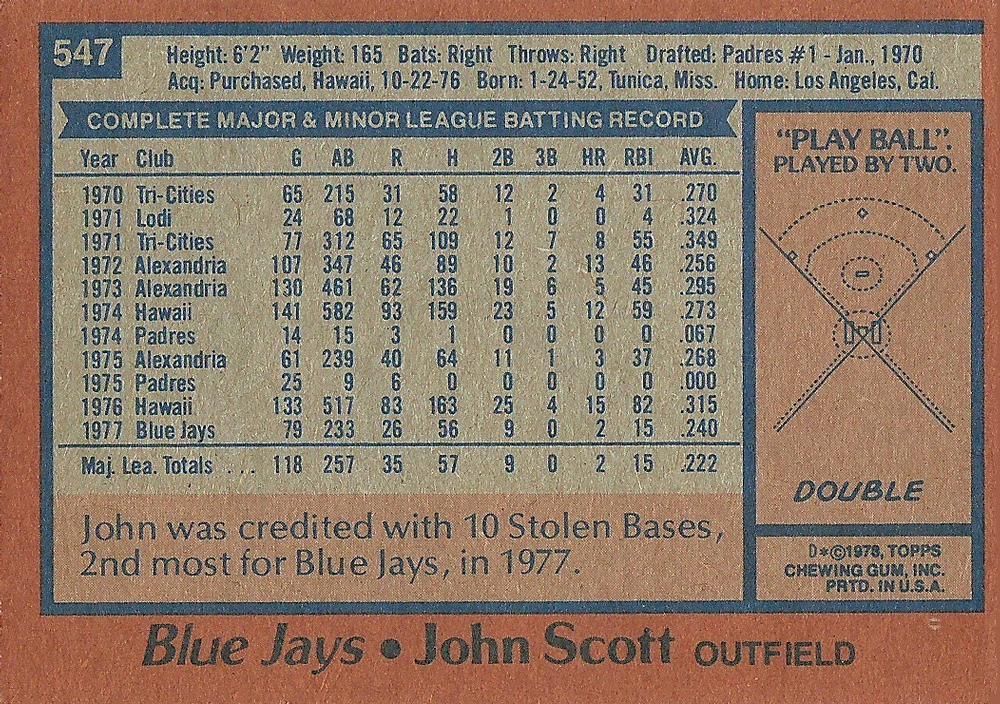 547
Height: 6'2" Weight: 165 Bats: Right Throws: Right Drafted: Padres #1 - Jan., 1970
Acq: Purchased, Hawaii, 10-22-76 Born: 1-24-52, Tunica, Miss. Home: Los Angeles, Cal.
COMPLETE MAJOR & MINOR LEAGUE BATTING RECORD
Year Club G AB R H 2B 3B HR RBI AVG.
1970 Tri-Cities 65 215 31 58 12 2 4 31 .270
1971 Lodi 24 68 12 22 1 0 0 4 .324
1971 Tri-Cities 77 312 65 109 12 7 8 55 .349
1972 Alexandria 107 347 46 89 10 2 13 46 .256
1973 Alexandria 130 461 62 136 19 6 5 45 .295
1974 Hawaii 141 582 93 159 23 5 12 59 .273
1974 Padres 14 15 3 1 0 0 0 0 .067
1975 Alexandria 61 239 40 64 11 1 3 37 .268
1975 Padres 25 9 6 0 0 0 0 0 .000
1976 Hawaii 133 517 83 163 25 4 15 82 .315
1977 Blue Jays 79 233 26 56 9 0 2 15 .240
Maj. Lea. Totals ... 118 257 35 57 9 0 2 15 .222
John was credited with 10 Stolen Bases,
2nd most for Blue Jays, in 1977.
"PLAY BALL":
PLAYED BY TWO.
DOUBLE
D*©1978, TOPPS
CHEWING GUM, INC.
PRTD. IN U.S.A.
Blue Jays • John Scott OUTFIELD